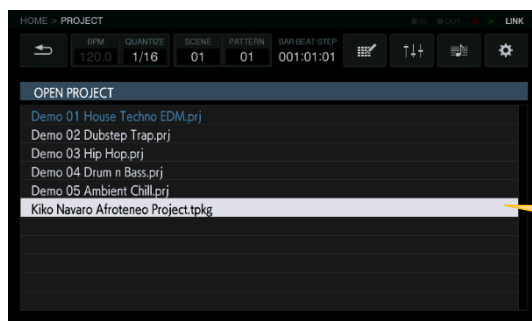 HOME > PROJECT
IN OUT LINK
BPM QUANTIZE SCENE PATTERN BAR:BEAT:STEP
120.0 1/16 01 01 001:01:01
OPEN PROJECT
Demo 01 House Techno EDM.prj
Demo 02 Dubstep Trap.prj
Demo 03 Hip Hop.prj
Demo 04 Drum n Bass.prj
Demo 05 Ambient Chill.prj
Kiko Navaro Afroteneo Project.tpkg